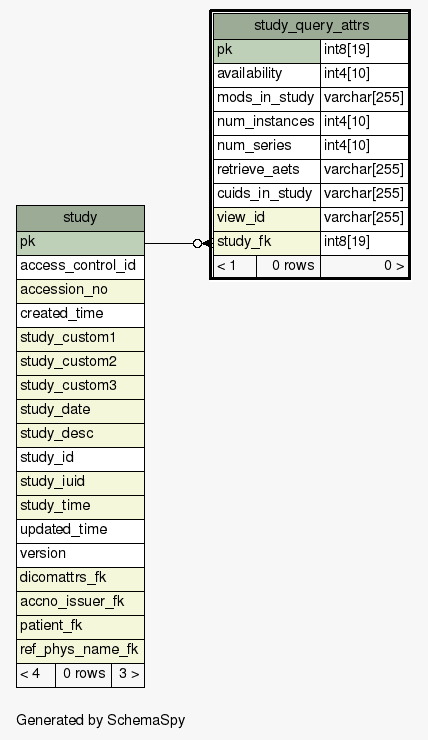 study_query_attrs
pk int8[19]
availability int4[10]
mods_in_study varchar[255]
num_instances int4[10]
num_series int4[10]
retrieve_aets varchar[255]
cuids_in_study varchar[255]
view_id varchar[255]
study_fk int8[19]
< 1 0 rows 0 >
study
pk
access_control_id
accession_no
created_time
study_custom1
study_custom2
study_custom3
study_date
study_desc
study_id
study_iuid
study_time
updated_time
version
dicomattrs_fk
accno_issuer_fk
patient_fk
ref_phys_name_fk
< 4 0 rows 3 >
Generated by SchemaSpy